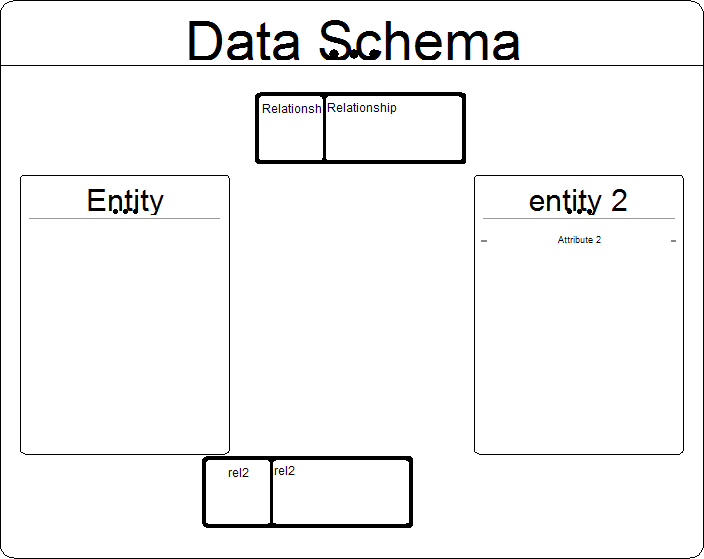 Data Schema
Relationsh
Relationship
Entity
entity 2
Attribute 2
rel2
rel2